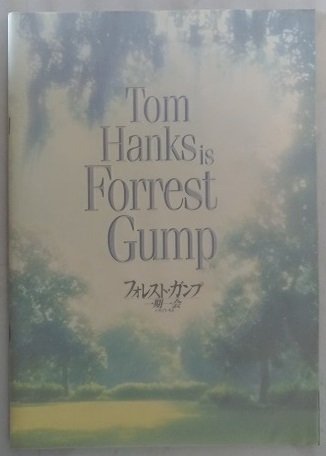 Tom
Hanks is
Forrest
Gump
フォレスト・ガンプ
一期一会